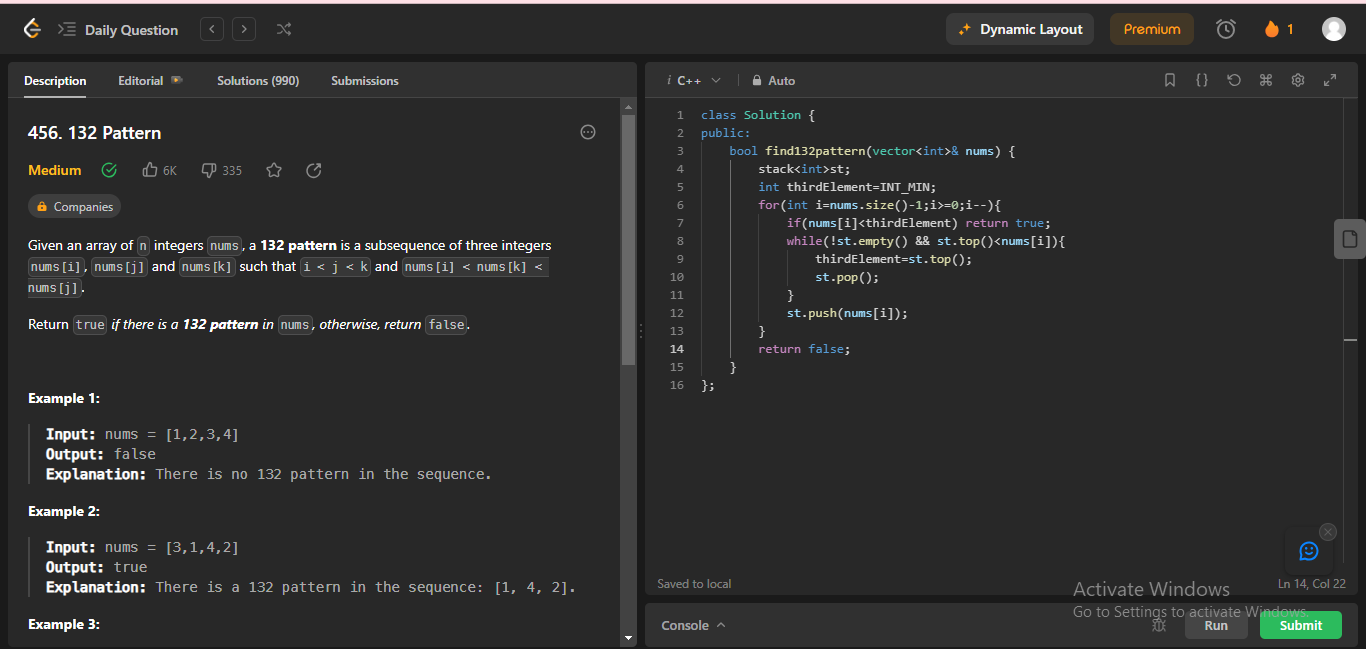 Daily Question
Dynamic Layout
Premium
1
Description
Editorial
Solutions (990)
Submissions
456. 132 Pattern
Medium
6K
335
Companies
Given an array of n integers nums, a 132 pattern is a subsequence of three integers
nums[i], nums[j] and nums[k] such that i < j < k and nums[i] < nums[k] <
nums[j].
Return true if there is a 132 pattern in nums, otherwise, return false.
Example 1:
Input: nums = [1,2,3,4]
Output: false
Explanation: There is no 132 pattern in the sequence.
Example 2:
Input: nums = [3,1,4,2]
Output: true
Explanation: There is a 132 pattern in the sequence: [1, 4, 2].
Example 3:
i C++
Auto
1 class Solution {
2 public:
3 bool find132pattern(vector<int>& nums) {
4 stack<int>st;
5 int thirdElement=INT_MIN;
6 for(int i=nums.size()-1;i>=0;i--){
7 if(nums[i]<thirdElement) return true;
8 while(!st.empty() && st.top()<nums[i]){
9 thirdElement=st.top();
10 st.pop();
11 }
12 st.push(nums[i]);
13 }
14 return false;
15 }
16 };
Saved to local
Ln 14, Col 22
Activate Windows
Go to Settings to activate Windows.
Console
Run
Submit